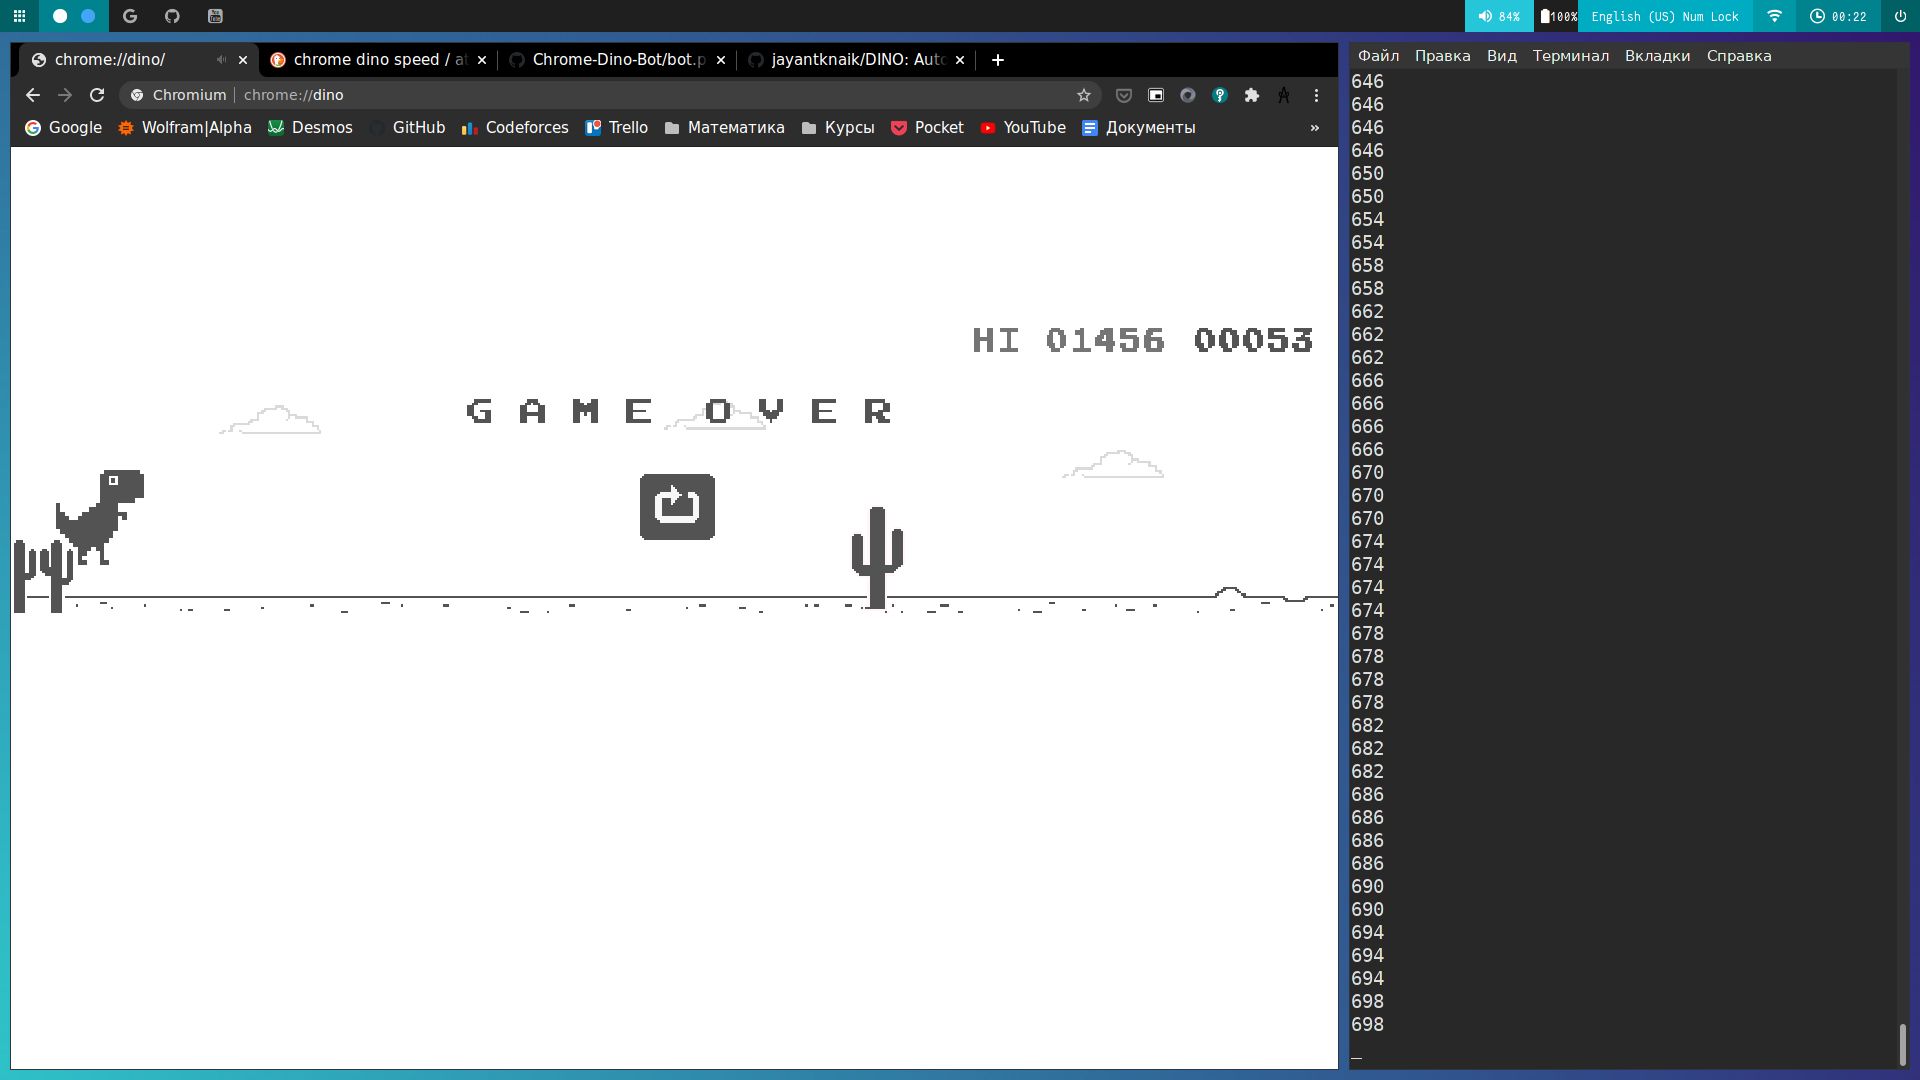 84%
100%
English (US) Num Lock
00:22
chrome://dino/
chrome dino speed / at
Chrome-Dino-Bot/bot.p
jayantknaik/DINO: Auto
Chromium
chrome://dino
Google
Wolfram|Alpha
Desmos
GitHub
Codeforces
Trello
Математика
Курсы
Pocket
YouTube
Документы
»
HI 01456 00053
GAME OVER
Файл Правка Вид Терминал Вкладки Справка
646
646
646
646
650
650
654
654
658
658
662
662
662
666
666
666
666
670
670
670
674
674
674
674
678
678
678
678
682
682
682
686
686
686
686
690
690
694
694
694
698
698